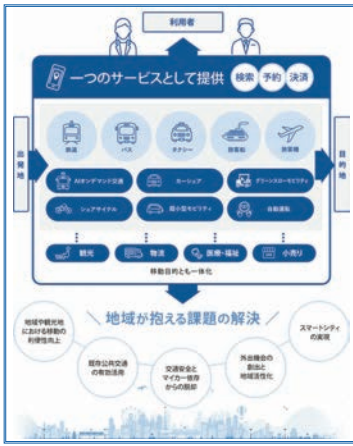 利用者
一つのサービスとして提供
検索
予約
決済
出発地
目的地
鉄道
バス
タクシー
旅客船
旅客機
AIオンデマンド交通
カーシェア
グリーンスローモビリティ
シェアサイクル
超小型モビリティ
自動運転
観光
物流
医療・福祉
小売り
移動目的とも一体化
地域が抱える課題の解決
地域や観光地
における移動の
利便性向上
既存公共交通
の有効活用
交通安全と
マイカー依存
からの脱却
外出機会の
創出と
地域活性化
スマートシティ
の実現